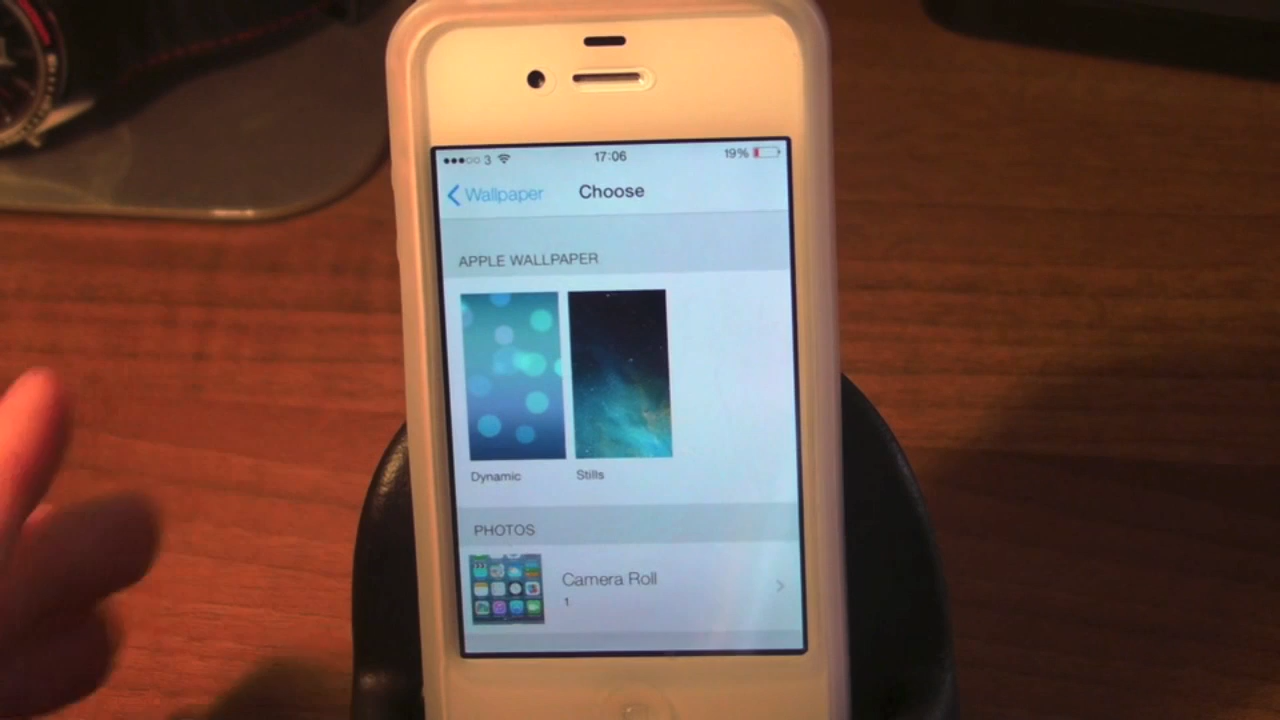 3 17:06 19%
Wallpaper Choose
APPLE WALLPAPER
Dynamic Stills
PHOTOS
Camera Roll
1